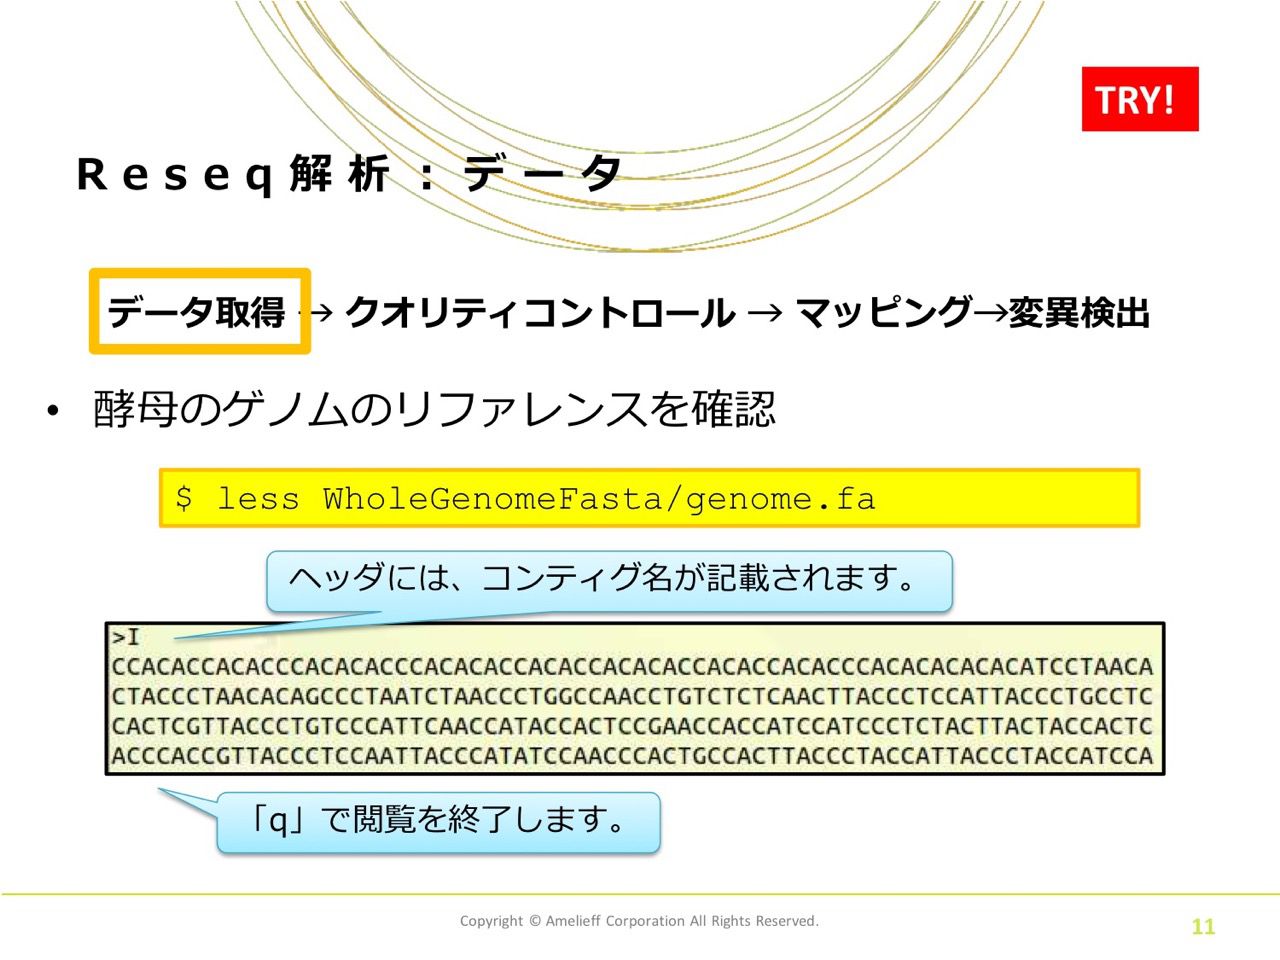 TRY!
Reseq解析：データ
データ取得 → クオリティコントロール → マッピング→変異検出
• 酵母のゲノムのリファレンスを確認
$ less WholeGenomeFasta/genome.fa
ヘッダには、コンティグ名が記載されます。
>I
CCACACCACACCCACACACCCACACACCACACCACACACCACACCACACCCACACACACACATCCTAACA
CTACCCTAACACAGCCCTAATCTAACCCTGGCCAACCTGTCTCTCAACTTACCCTCCATTACCCTGCCTC
CACTCGTTACCCTGTCCCATTCAACCATACCACTCCGAACCACCATCCATCCCTCTACTTACTACCACTC
ACCCACCGTTACCCTCCAATTACCCATATCCAACCCACTGCCACTTACCCTACCATTACCCTACCATCCA
「q」で閲覧を終了します。
Copyright © Amelieff Corporation All Rights Reserved.
11